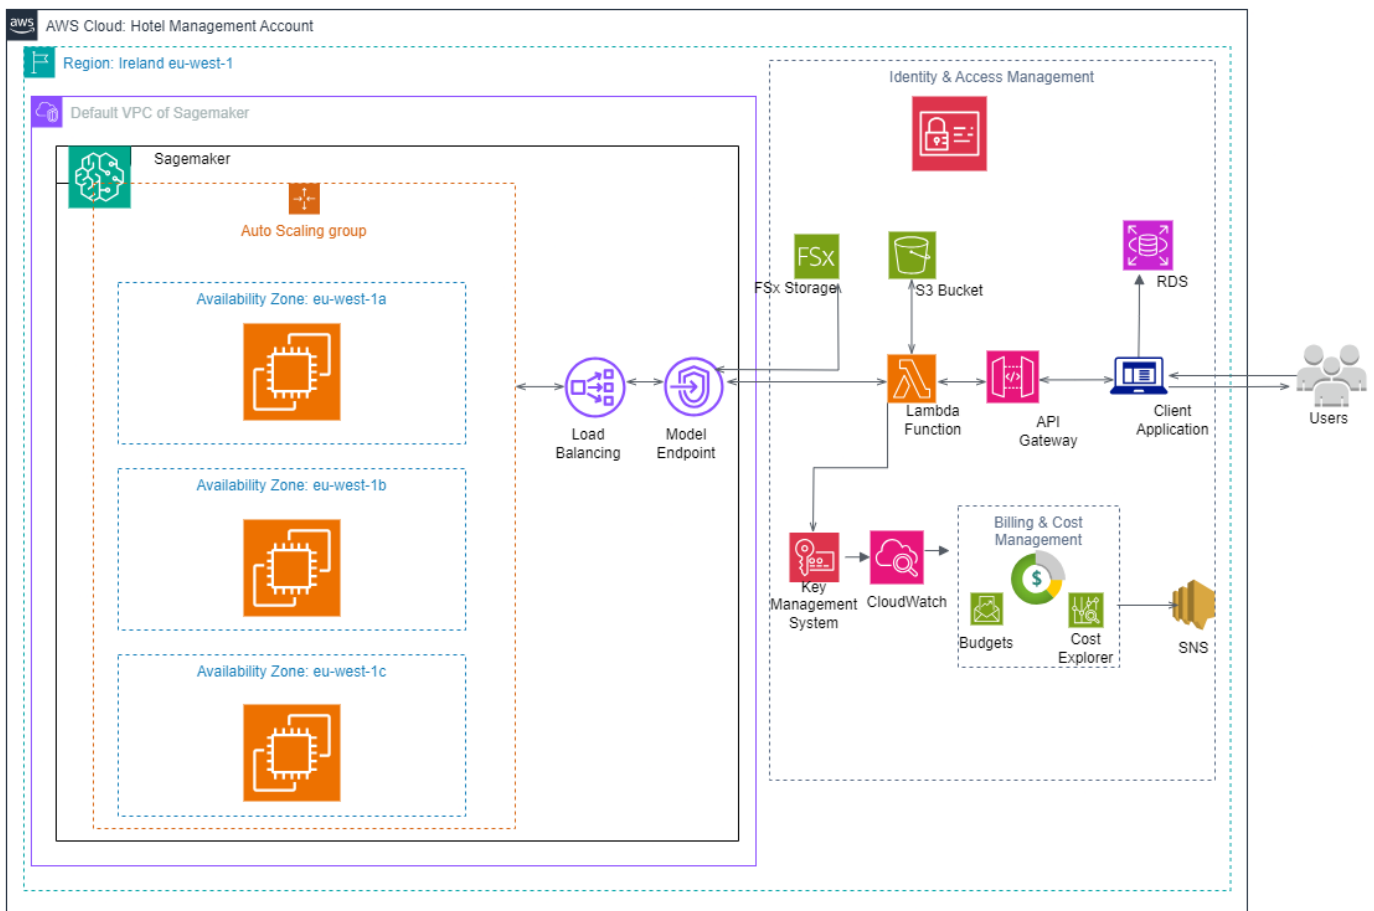 aws
AWS Cloud: Hotel Management Account
Region: Ireland eu-west-1
Identity & Access Management
Default VPC of Sagemaker
Sagemaker
Auto Scaling group
Availability Zone: eu-west-1a
FSx
FSx Storage
S3 Bucket
RDS
Load
Balancing
Model
Endpoint
Lambda
Function
</>
API
Gateway
Client
Application
Users
Availability Zone: eu-west-1b
Key
Management
System
CloudWatch
Billing & Cost
Management
$
Budgets
Cost
Explorer
SNS
Availability Zone: eu-west-1c